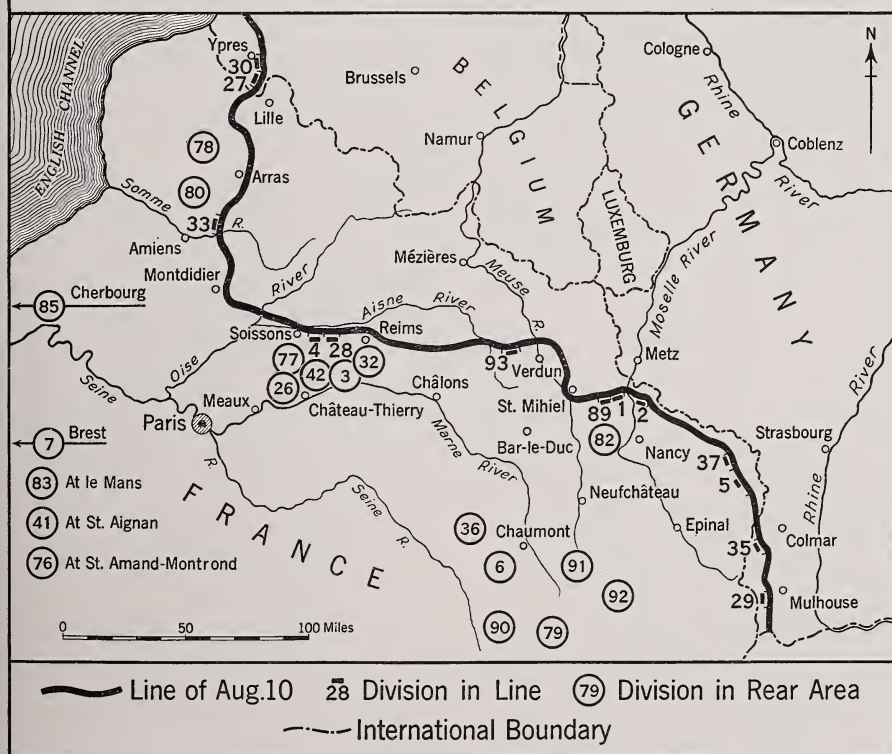 Ypres
30
27
Lille
Brussels
BELGIUM
Cologne
Rhine
River
N
ENGLISH CHANNEL
78
80
Arras
Namur
GERMANY
Coblenz
Somme
R.
33
Amiens
Montdidier
Mézières
Meuse
R.
LUXEMBURG
Moselle River
85
Cherbourg
Oise
River
Aisne
River
Soissons
Reims
4
28
32
77
42
3
26
93
Verdun
Metz
Seine
Meaux
Château-Thierry
Châlons
St. Mihiel
89
1
2
Paris
7
Brest
R.
Marne
River
Bar-le-Duc
82
Nancy
37
5
Strasbourg
Rhine
River
83 At le Mans
41 At St. Aignan
76 At St. Amand-Montrond
FRANCE
Seine
R.
Neufchâteau
36
Chaumont
6
91
92
Epinal
35
Colmar
29
Mulhouse
90
79
0 50 100 Miles
Line of Aug.10 28 Division in Line 79 Division in Rear Area
International Boundary